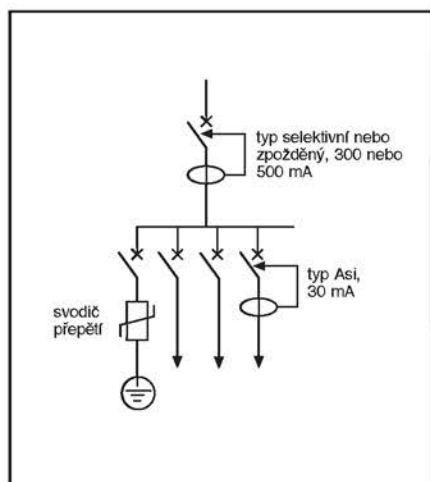 typ selektivní nebo
zpožděný, 300 nebo
500 mA
typ Asi,
30 mA
svodič
přepětí